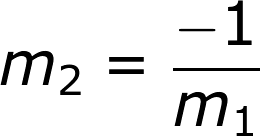 m₂ = -1/m₁